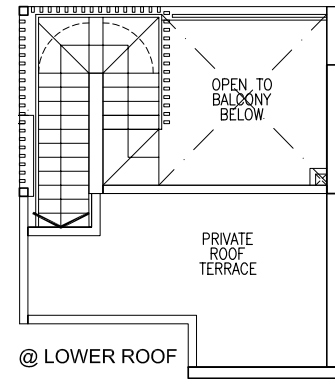 OPEN TO
BALCONY
BELOW
PRIVATE
ROOF
TERRACE
@ LOWER ROOF